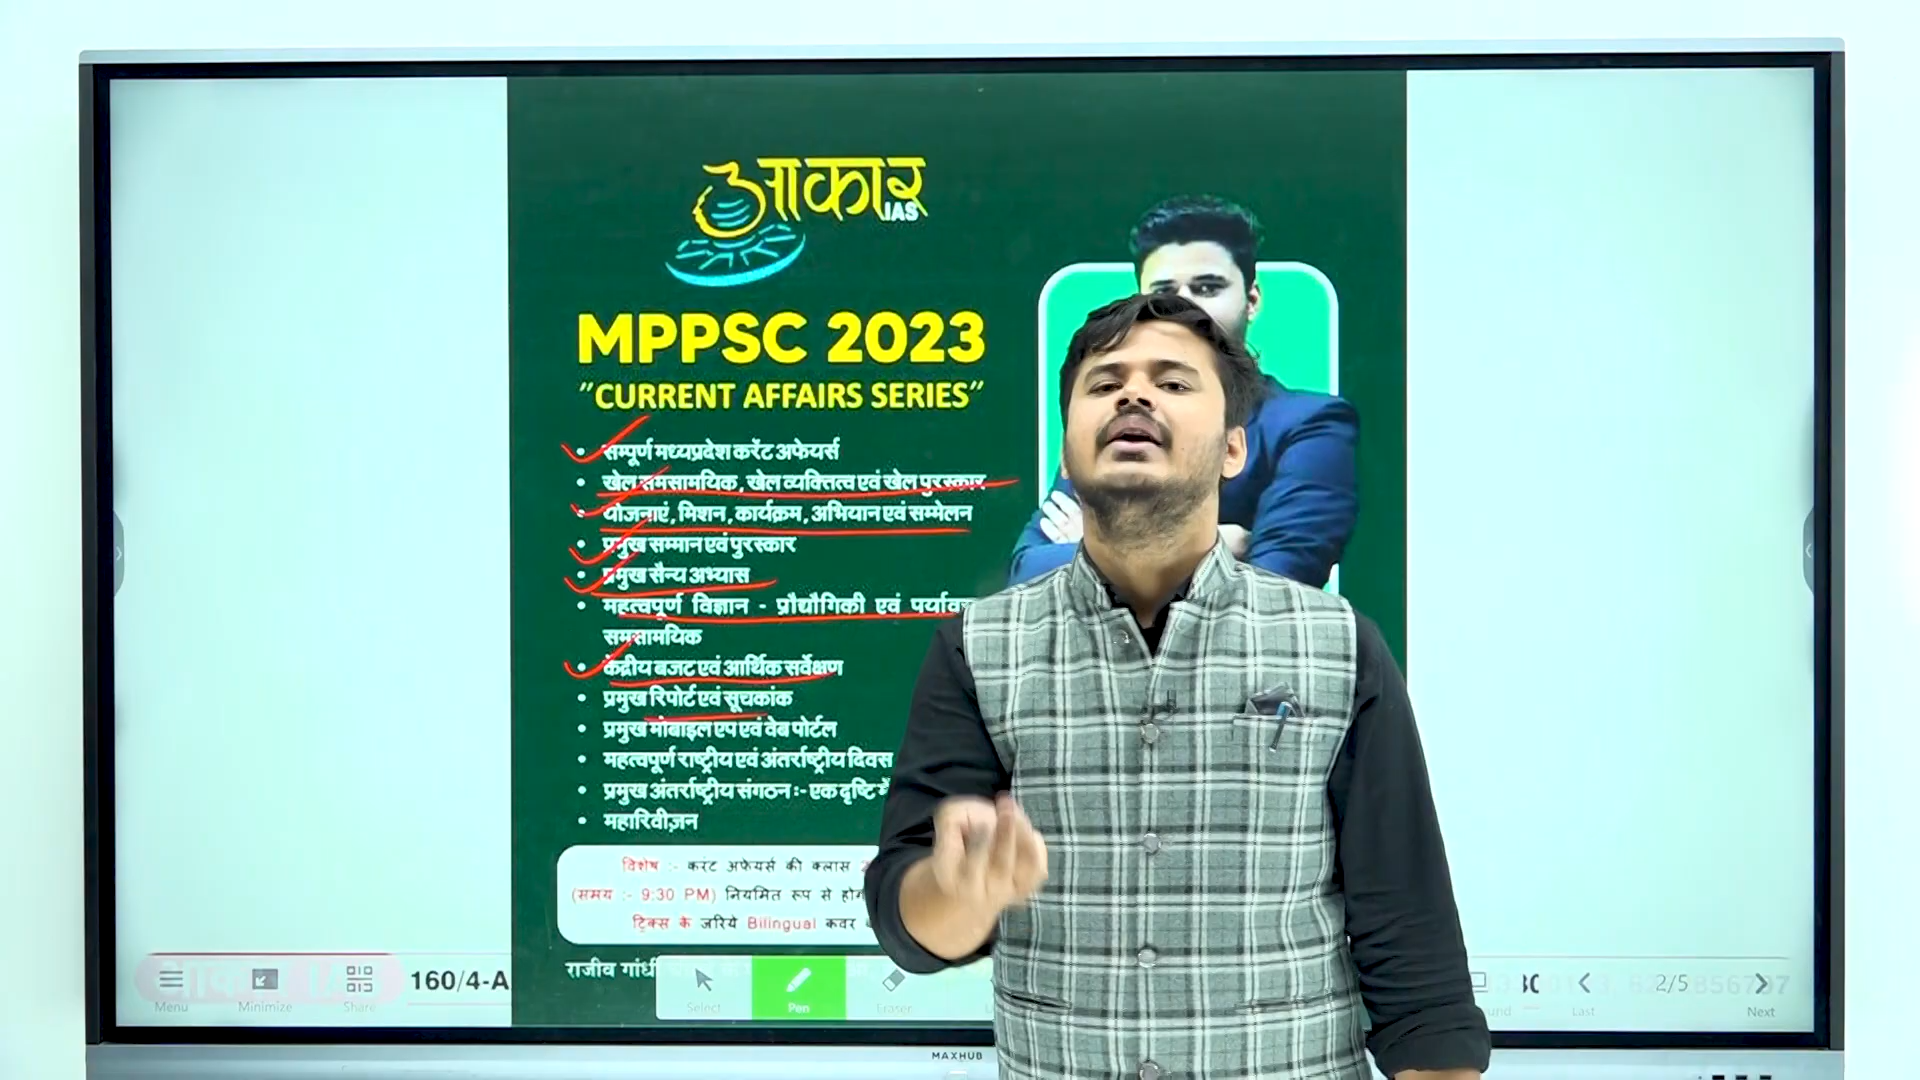 आकार
IAS
MPPSC 2023
"CURRENT AFFAIRS SERIES"
• सम्पूर्ण मध्यप्रदेश करेंट अफेयर्स
• खेल समसामयिक, खेल व्यक्तित्व एवं खेल पुरस्कार
• योजनाएं, मिशन, कार्यक्रम, अभियान एवं सम्मेलन
• प्रमुख सम्मान एवं पुरस्कार
• प्रमुख सैन्य अभ्यास
• महत्वपूर्ण विज्ञान - प्रौद्यौगिकी एवं
समसामयिक
• केंद्रीय बजट एवं आर्थिक सर्वेक्षण
• प्रमुख रिपोर्ट एवं सूचकांक
• प्रमुख मोबाइल एप एवं वेब पोर्टल
• महत्वपूर्ण राष्ट्रीय एवं अंतर्राष्ट्रीय दिवस
• प्रमुख अंतर्राष्ट्रीय संगठन :- एक दृष्टि में
• महारिवीज़न
विशेष :- करंट अफेयर्स की क्लास
(समय :- 9:30 PM) नियमित रूप से
ट्रिक्स के जरिये Bilingual कवर
राजीव गांधी
160/4-A
Menu Minimize Share Select Pen Eraser Last 2/5 Next
MAXHUB